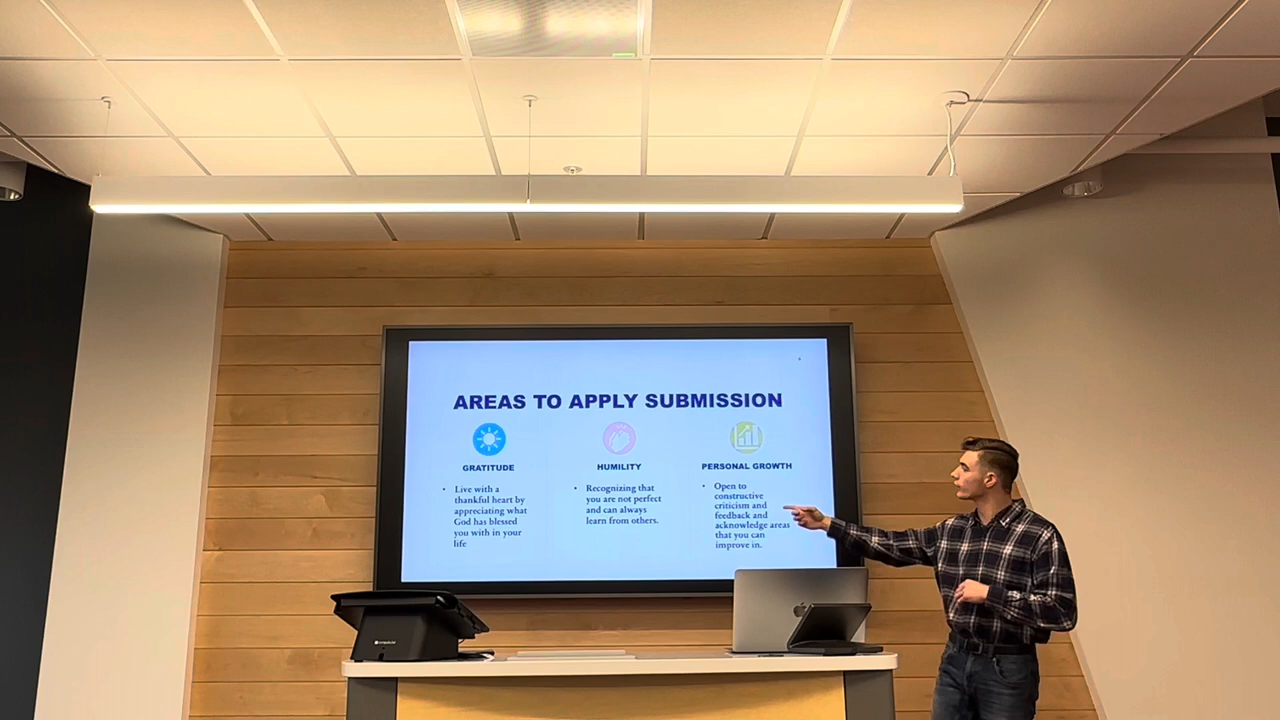 AREAS TO APPLY SUBMISSION
GRATITUDE
• Live with a
thankful heart by
appreciating what
God has blessed
you with in your
life
HUMILITY
• Recognizing that
you are not perfect
and can always
learn from others.
PERSONAL GROWTH
• Open to
constructive
criticism and
feedback and
acknowledge areas
that you can
improve in.